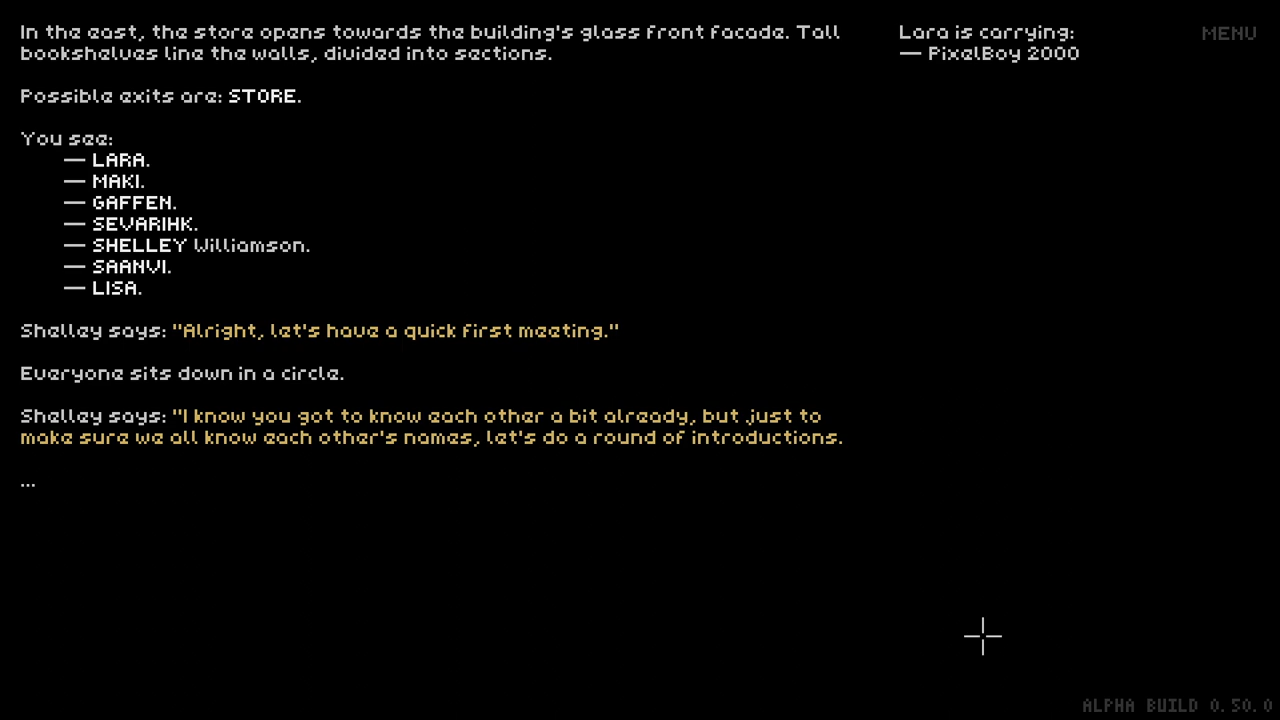 In the east, the store opens towards the building's glass front facade. Tall
bookshelves line the walls, divided into sections.
Possible exits are: STORE.
You see:
— LARA.
— MAKI.
— GAFFEN.
— SEVARIHK.
— SHELLEY Williamson.
— SAANVI.
— LISA.
Shelley says: "Alright, let's have a quick first meeting."
Everyone sits down in a circle.
Shelley says: "I know you got to know each other a bit already, but just to
make sure we all know each other's names, let's do a round of introductions.
...
Lara is carrying:
— PixelBoy 2000
MENU
ALPHA BUILD 0.50.0